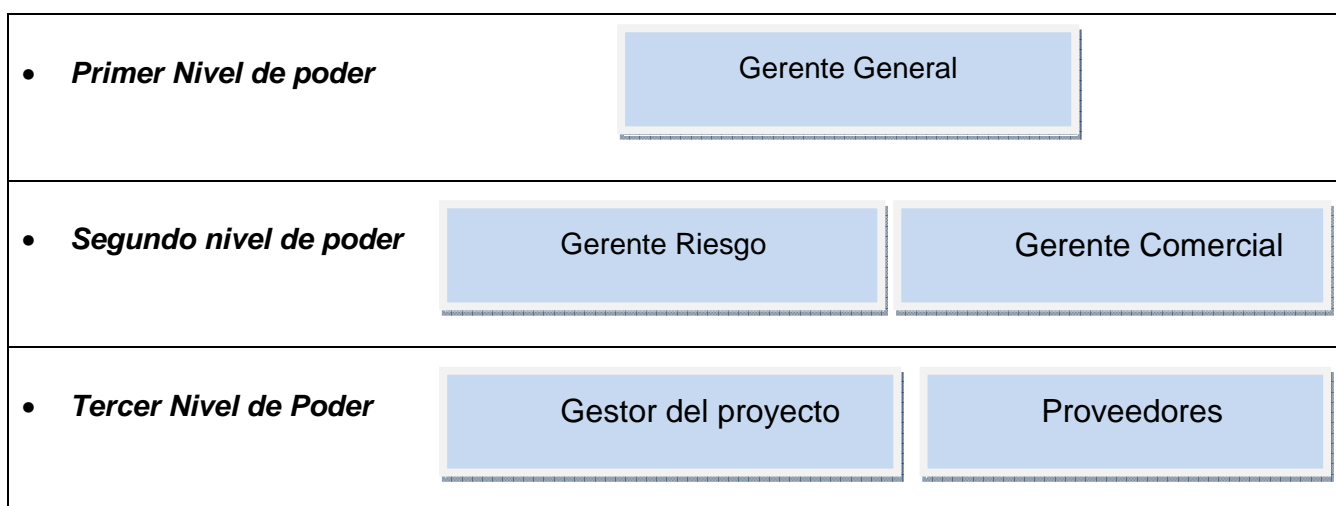 • Primer Nivel de poder
Gerente General
• Segundo nivel de poder
Gerente Riesgo
Gerente Comercial
• Tercer Nivel de Poder
Gestor del proyecto
Proveedores